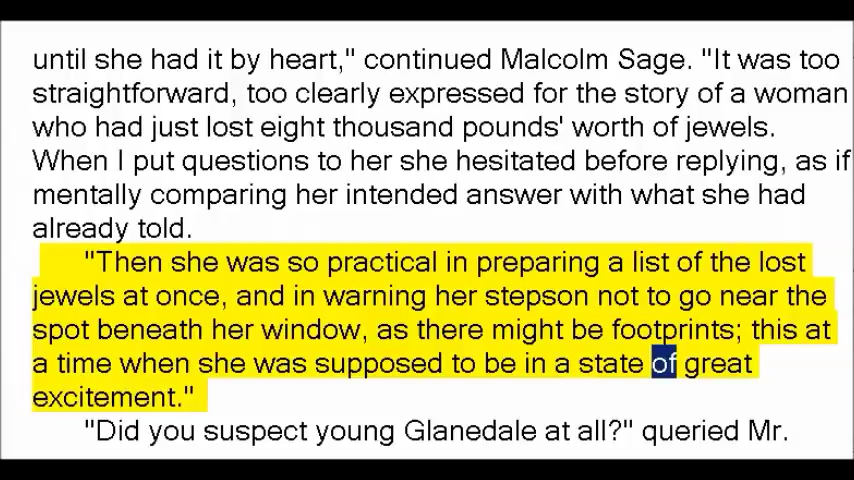 until she had it by heart," continued Malcolm Sage. "It was too
straightforward, too clearly expressed for the story of a woman
who had just lost eight thousand pounds' worth of jewels.
When I put questions to her she hesitated before replying, as if
mentally comparing her intended answer with what she had
already told.
"Then she was so practical in preparing a list of the lost
jewels at once, and in warning her stepson not to go near the
spot beneath her window, as there might be footprints; this at
a time when she was supposed to be in a state of great
excitement."
"Did you suspect young Glanedale at all?" queried Mr.